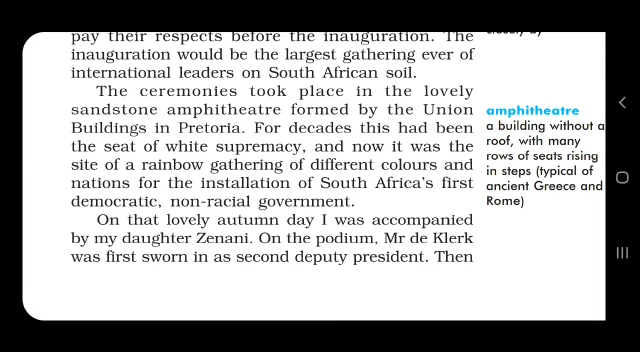 pay their respects before the inauguration. The
inauguration would be the largest gathering ever of
international leaders on South African soil.
The ceremonies took place in the lovely
sandstone amphitheatre formed by the Union
Buildings in Pretoria. For decades this had been
the seat of white supremacy, and now it was the
site of a rainbow gathering of different colours and
nations for the installation of South Africa's first
democratic, non-racial government.
On that lovely autumn day I was accompanied
by my daughter Zenani. On the podium, Mr de Klerk
was first sworn in as second deputy president. Then
amphitheatre
a building without a
roof, with many
rows of seats rising
in steps (typical of
ancient Greece and
Rome)